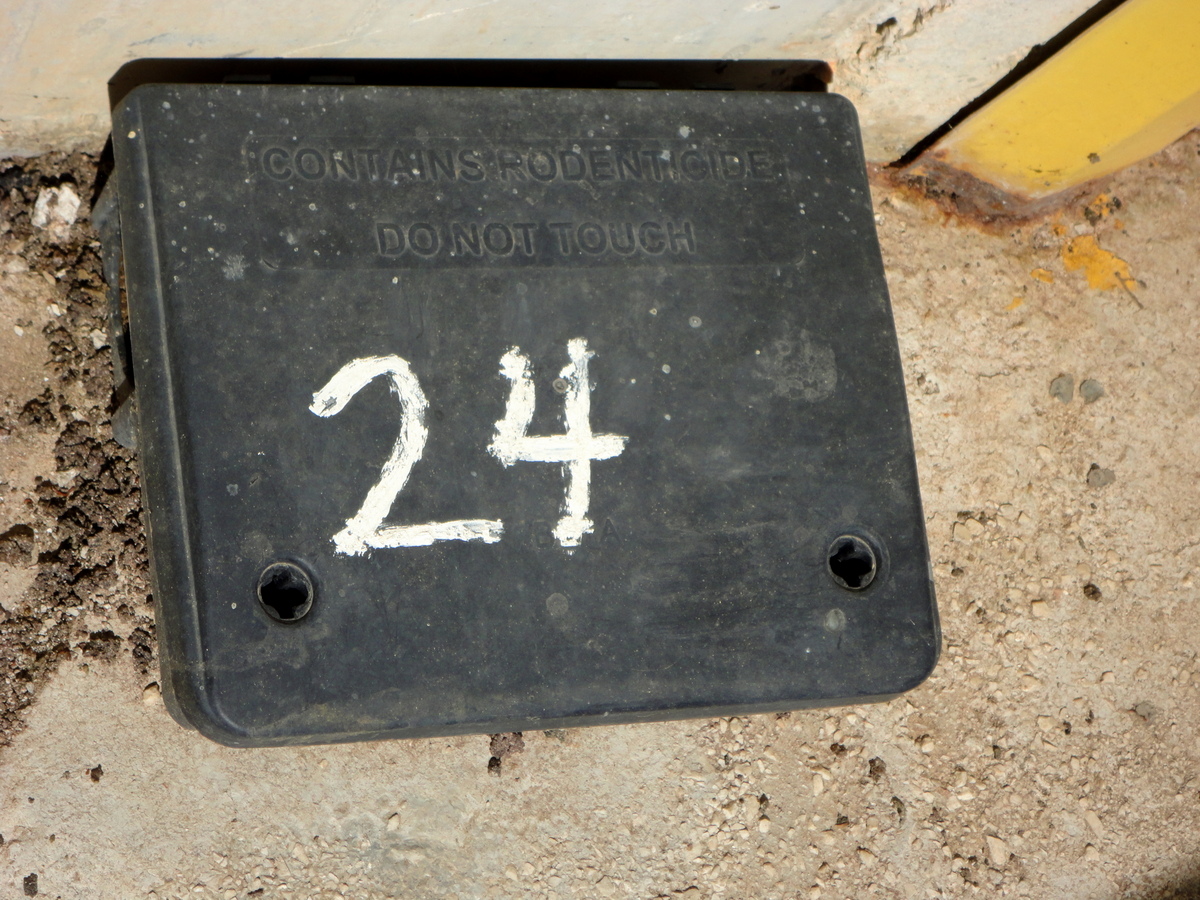 CONTAINS RODENTICIDE
DO NOT TOUCH
24